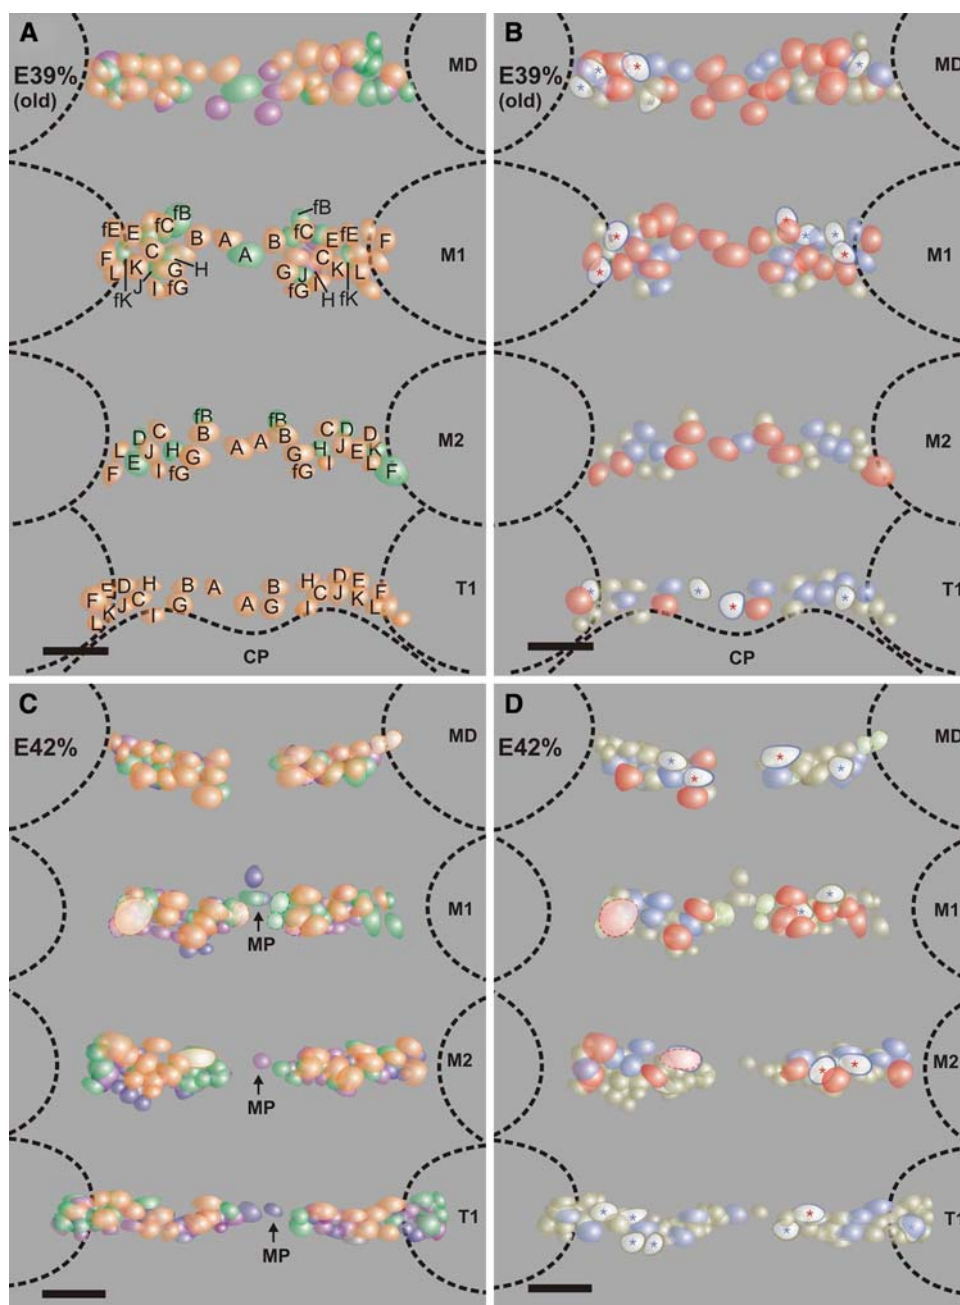 A
E39%
(old)
MD
fB
fE E fC
B A A B
fB
fC E fE F
F L K C G H
G J I C K L
J I fG
fK
H fK
M1
fB fB
D C B A A B C D D
L E J H G G H J E K
F I fG fG I L F
M2
F E D H B A B H D E F
L K J C I G A G I C J K L
T1
CP
B
E39%
(old)
MD
M1
M2
T1
CP
C
E42%
MD
M1
MP
M2
MP
T1
MP
D
E42%
MD
M1
M2
T1